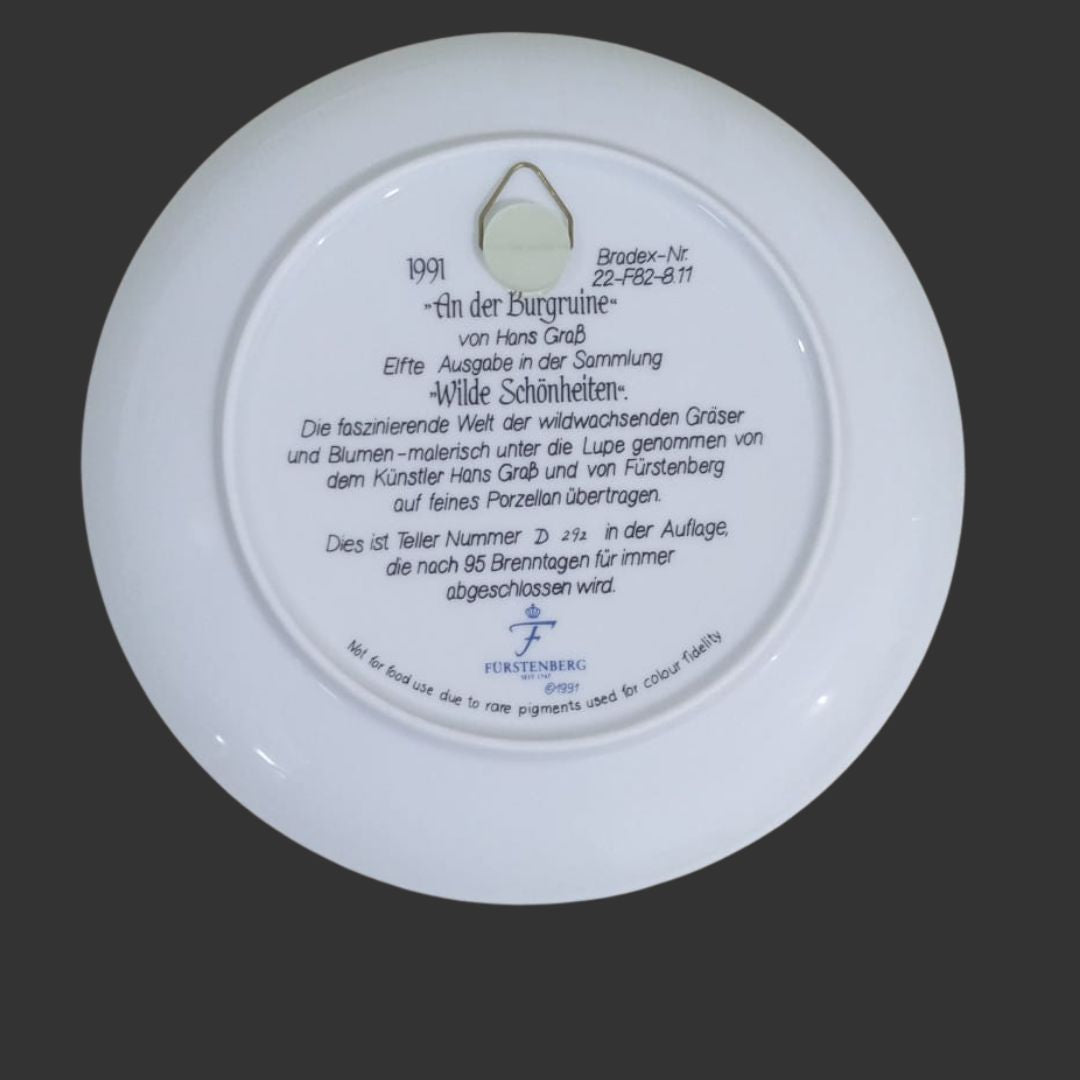 1991
Bradex-Nr.
22-F82-8.11
„An der Burgruine“
von Hans Graß
Elfte Ausgabe in der Sammlung
„Wilde Schönheiten“.
Die faszinierende Welt der wildwachsenden Gräser
und Blumen-malerisch unter die Lupe genommen von
dem Künstler Hans Graß und von Fürstenberg
auf feines Porzellan übertragen.
Dies ist Teller Nummer D 292 in der Auflage,
die nach 95 Brenntagen für immer
abgeschlossen wird.
F
FÜRSTENBERG
SEIT 1747
©1991
Not for food use due to rare pigments used for colour fidelity